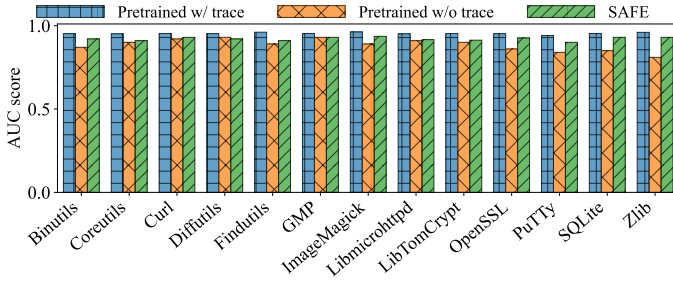 Pretrained w/ trace Pretrained w/o trace SAFE
1.0
0.5
0.0
AUC score
Binutils
Coreutils
Curl
Diffutils
Findutils
GMP
ImageMagick
Libmicrohttpd
LibTomCrypt
OpenSSL
PuTTy
SQLite
Zlib